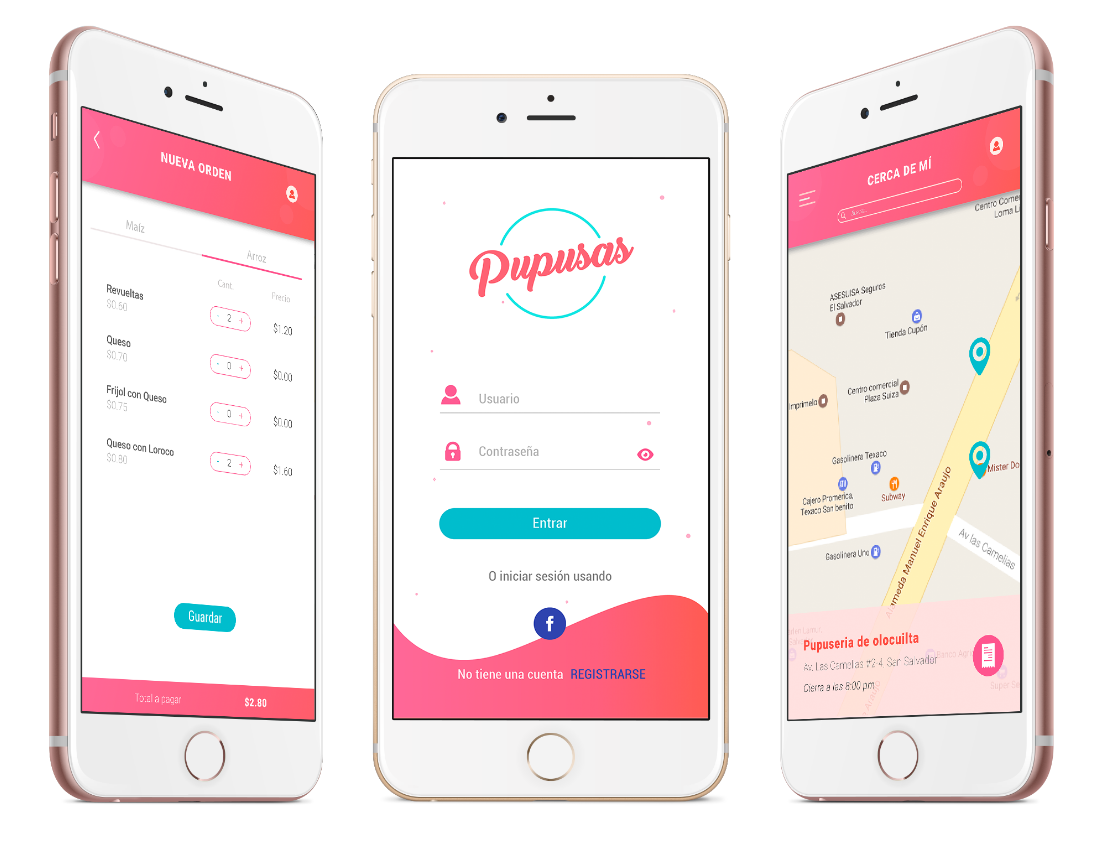 NUEVA ORDEN
Maíz
Arroz
Cant.
Precio
Revueltas
$0.60
- 2 +
$1.20
Queso
$0.70
- 0 +
$0.00
Frijol con Queso
$0.75
- 0 +
$0.00
Queso con Loroco
$0.80
- 2 +
$1.60
Guardar
Total a pagar
$2.80
Pupusas
Usuario
Contraseña
Entrar
O iniciar sesión usando
f
No tiene una cuenta REGISTRARSE
CERCA DE MÍ
Centro Comer
Loma L
ASESUISA Seguros
El Salvador
Tienda Cupón
Centro comercial
Plaza Suiza
Imprimelo
Gasolinera Texaco
Mister Do
Cajero Promerica,
Texaco San benito
Subway
Alameda Manuel Enrique Araujo
Av las Camelias
Gasolinera Uno
Pupuseria de olocuilta
Av. Las Camelias #2-4, San Salvador
Cierra a las 8:00 pm
Banco Agr
Super Se